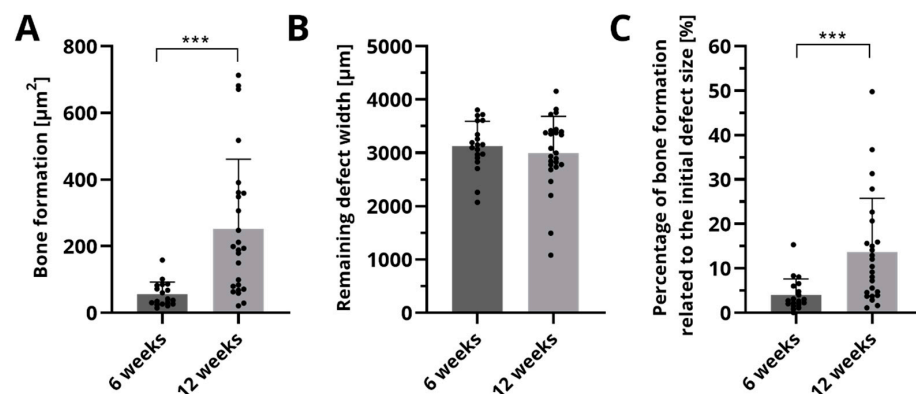 A
Bone formation [µm²]
800
600
400
200
0
***
6 weeks
12 weeks
B
Remaining defect width [µm]
5000
4000
3000
2000
1000
0
6 weeks
12 weeks
C
Percentage of bone formation
related to the initial defect size [%]
60
50
40
30
20
10
0
***
6 weeks
12 weeks